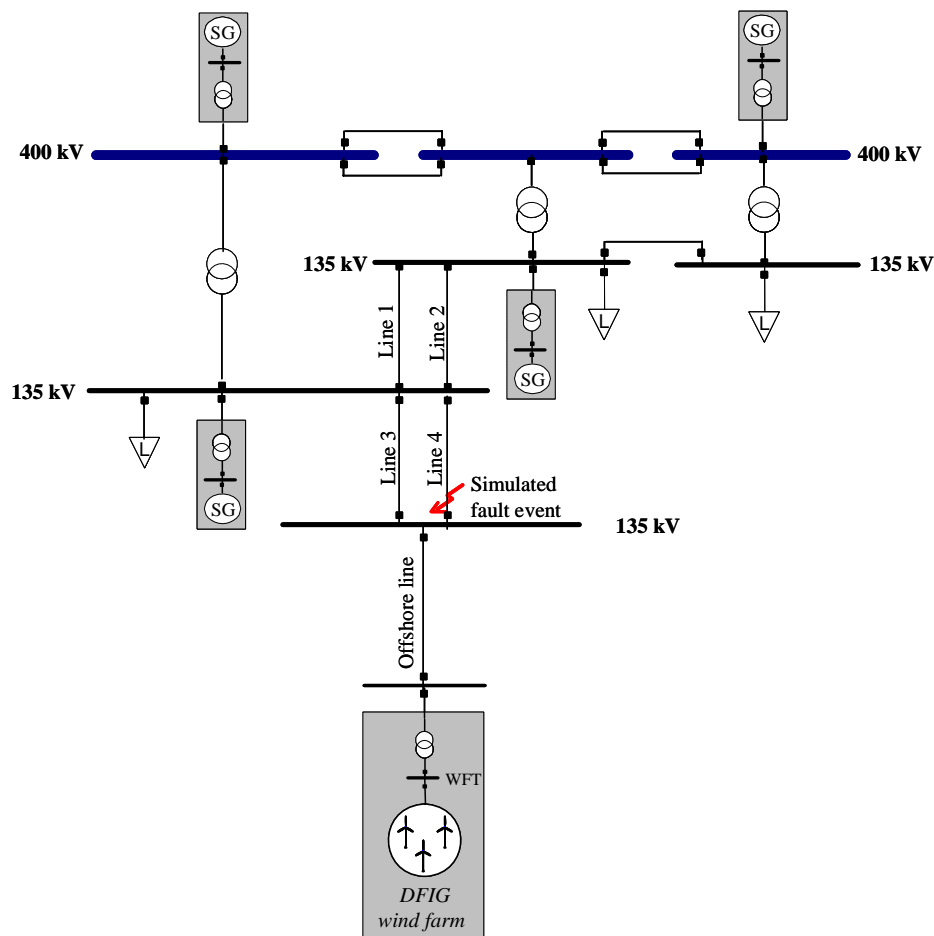 SG
SG
400 kV
400 kV
135 kV
135 kV
Line 1
Line 2
L
L
SG
135 kV
L
SG
Line 3
Line 4
Simulated
fault event
135 kV
Offshore line
WFT
DFIG
wind farm